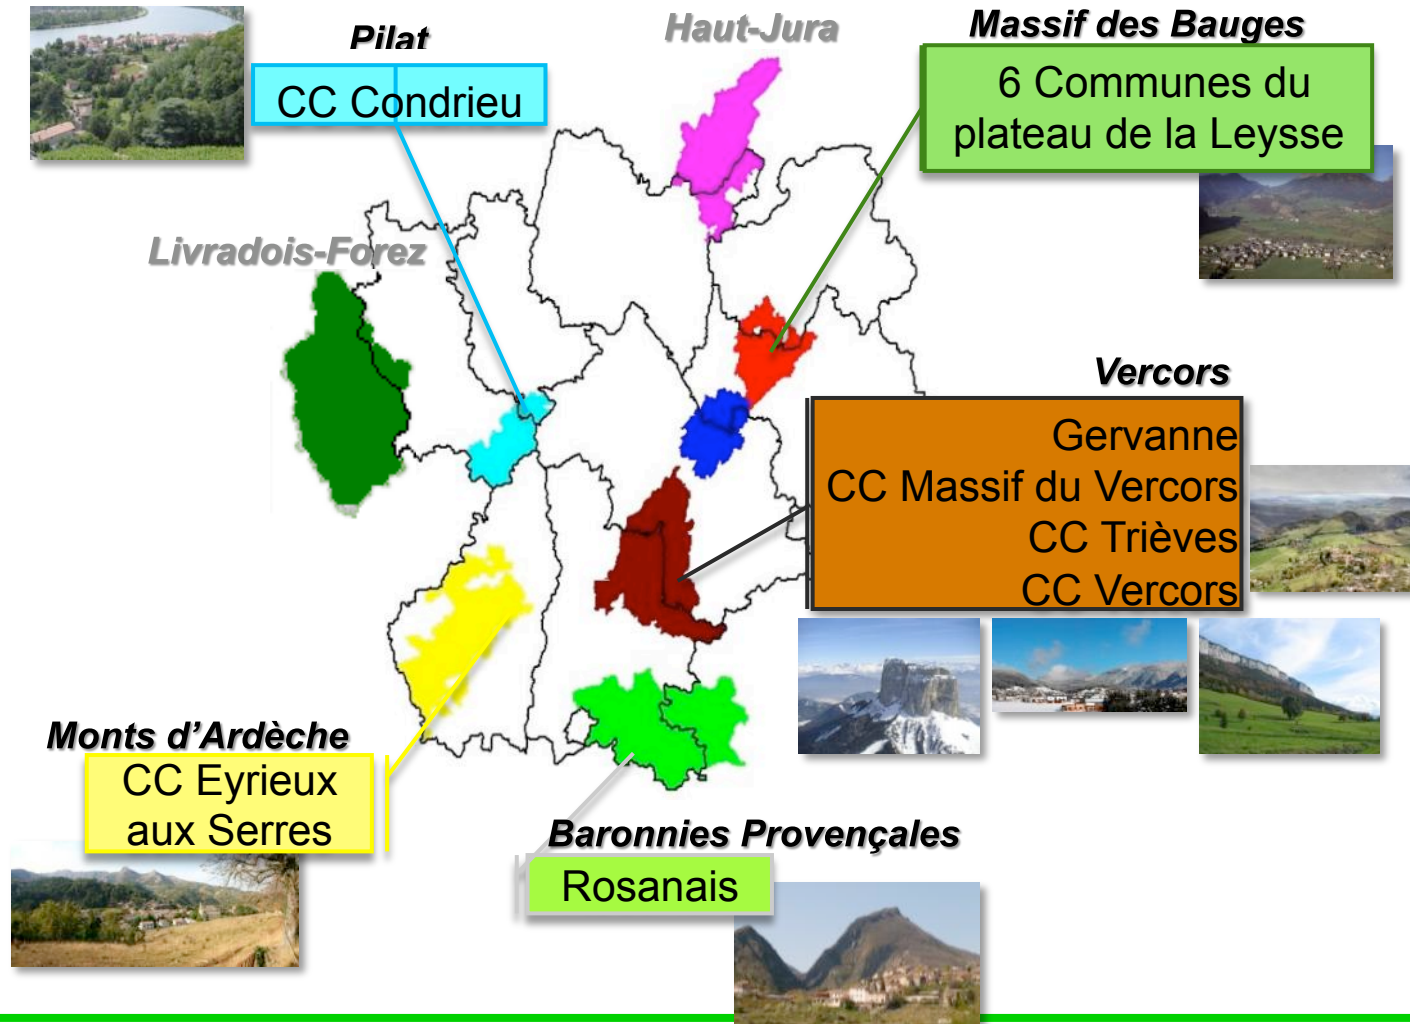 Pilat
CC Condrieu
Haut-Jura
Massif des Bauges
6 Communes du
plateau de la Leysse
Livradois-Forez
Vercors
Gervanne
CC Massif du Vercors
CC Trièves
CC Vercors
Monts d’Ardèche
CC Eyrieux
aux Serres
Baronnies Provençales
Rosanais